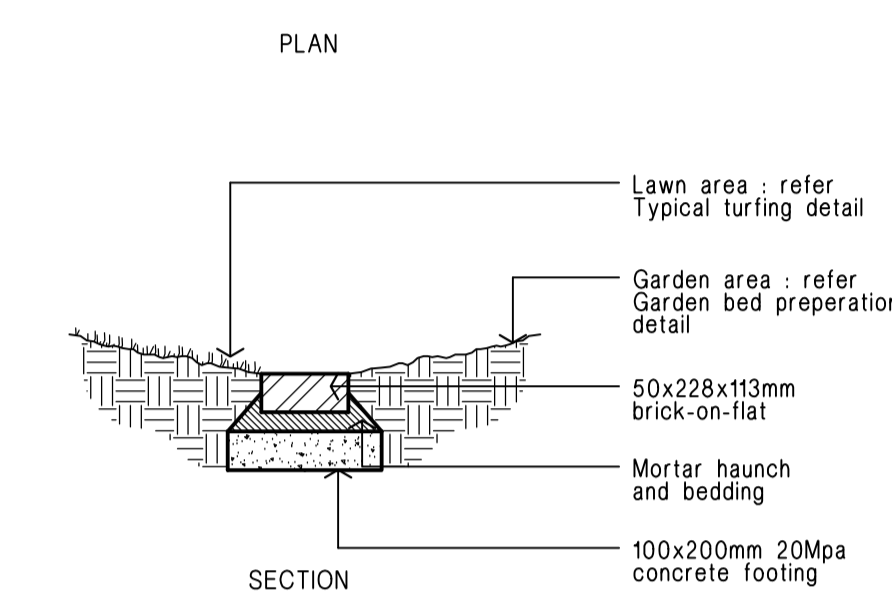 PLAN
Lawn area : refer
Typical turfing detail
Garden area : refer
Garden bed preperation
detail
50x228x113mm
brick-on-flat
Mortar haunch
and bedding
100x200mm 20Mpa
concrete footing
SECTION